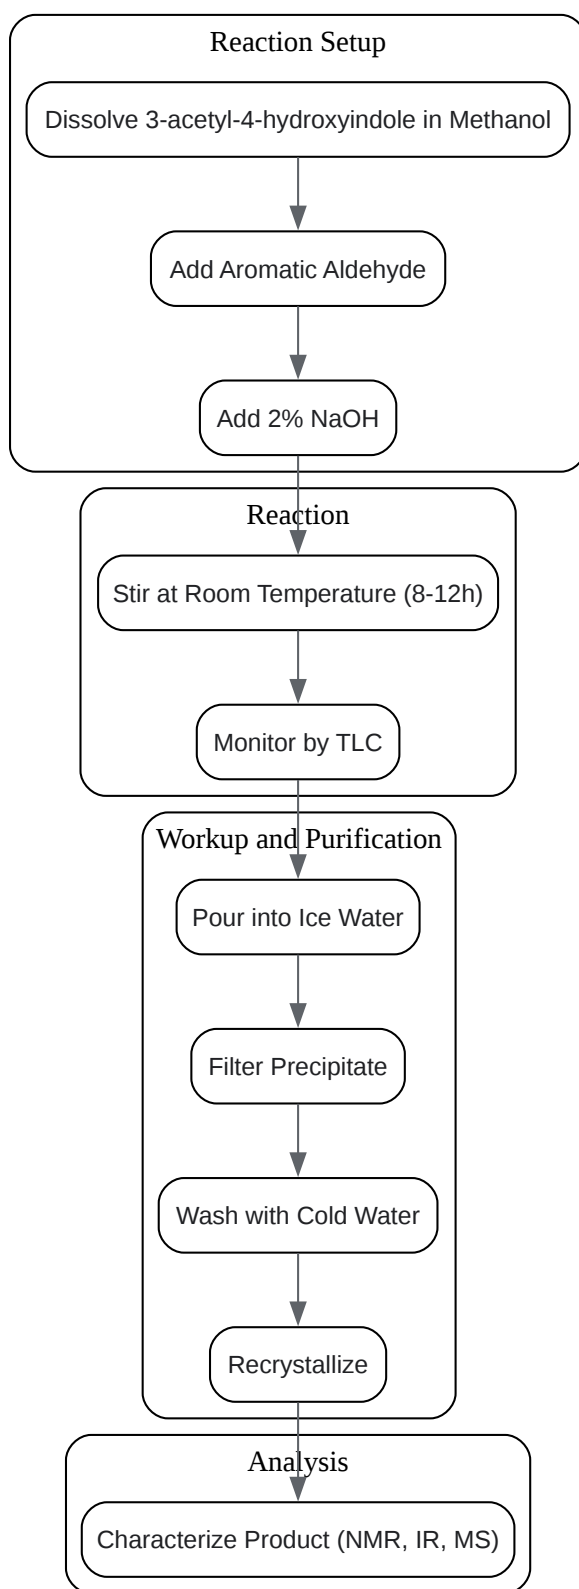 Reaction Setup
Dissolve 3-acetyl-4-hydroxyindole in Methanol
Add Aromatic Aldehyde
Add 2% NaOH
Reaction
Stir at Room Temperature (8-12h)
Monitor by TLC
Workup and Purification
Pour into Ice Water
Filter Precipitate
Wash with Cold Water
Recrystallize
Analysis
Characterize Product (NMR, IR, MS)